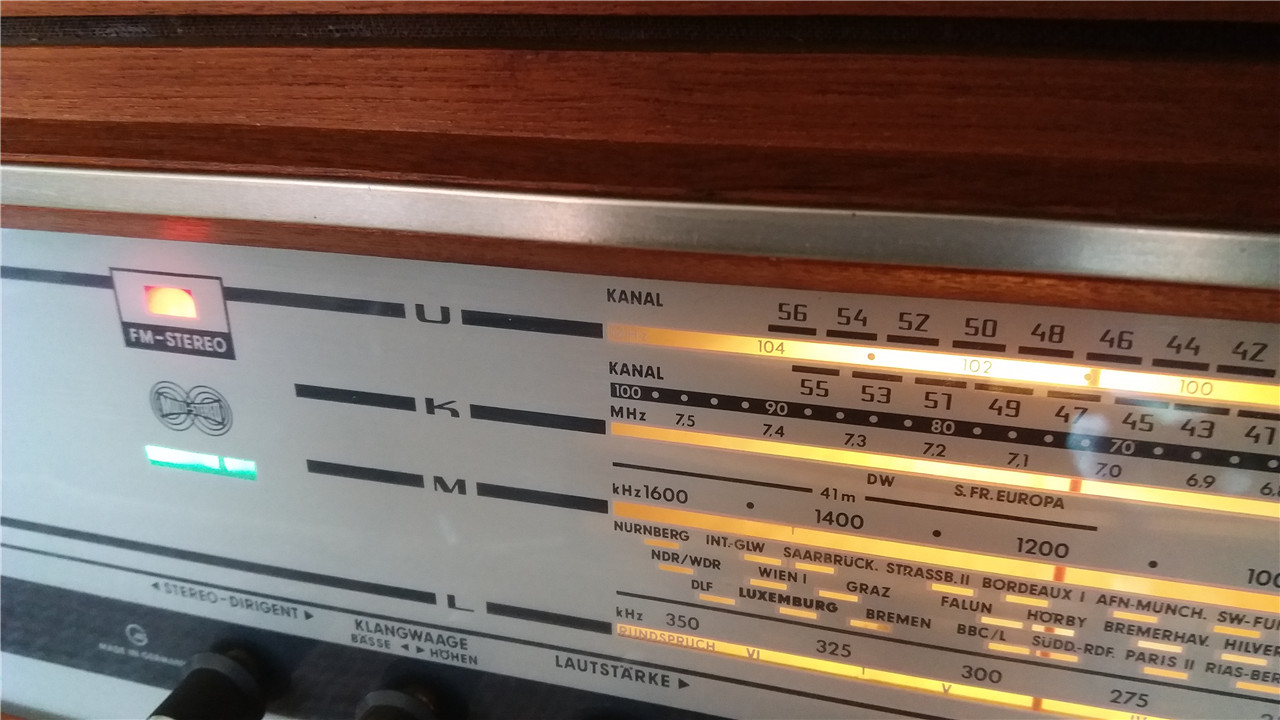 FM-STEREO
U
KANAL 56 54 52 50 48 46 44 42
104 102 100
KANAL 55 53 51 49 47 45 43 41
K
100 90 80 70
MHz 7,5 7,4 7,3 7,2 7,1 7,0 6,9
DW S.FR.EUROPA
41m
M
kHz 1600 1400 1200
NÜRNBERG INT.-GLW SAARBRÜCK. STRASSB.II BORDEAUX I AFN-MÜNCH.
NDR/WDR WIEN I GRAZ FALUN HÖRBY BREMERHAV.
DLF LUXEMBURG BREMEN BBC/L SÜDD.-RDF. PARIS II
L
kHz 350 325 300 275
RUNDSPRUCH VI V
◄STEREO-DIRIGENT►
KLANGWAAGE
BÄSSE ◄ ► HÖHEN
LAUTSTÄRKE ►
MADE IN GERMANY